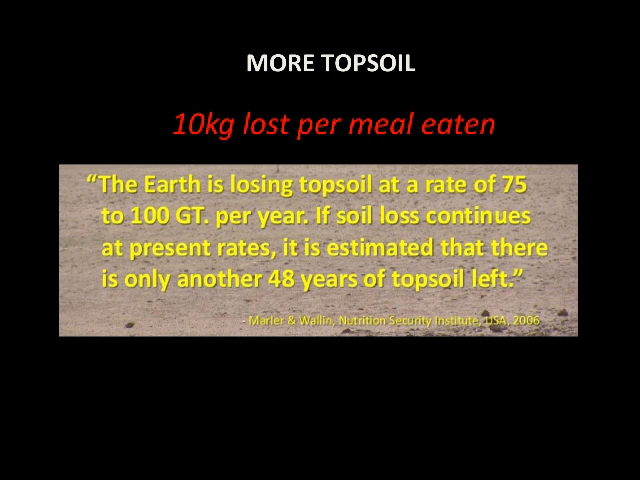 MORE TOPSOIL
10kg lost per meal eaten
“The Earth is losing topsoil at a rate of 75
to 100 GT. per year. If soil loss continues
at present rates, it is estimated that there
is only another 48 years of topsoil left.”
- Marler & Wallin, Nutrition Security Institute, USA, 2006